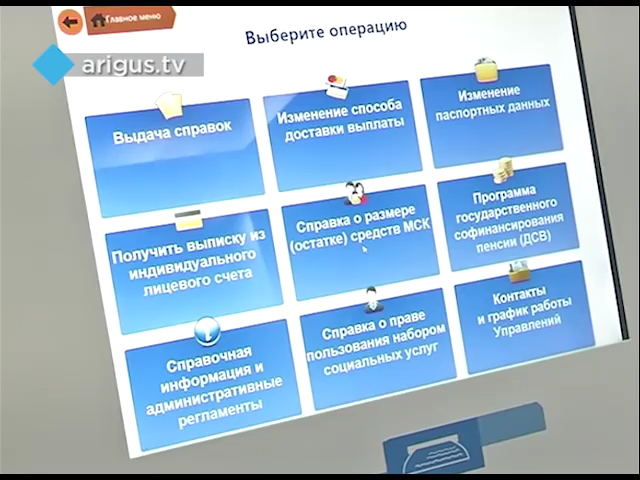 Главное меню
Выберите операцию
arigus.tv
Выдача справок
Изменение способа
доставки выплаты
Изменение
паспортных данных
Получить выписку из
индивидуального
лицевого счета
Справка о размере
(остатке) средств МСК
Программа
государственного
софинансирования
пенсии (ДСВ)
Справочная
информация и
административные
регламенты
Справка о праве
пользования набором
социальных услуг
Контакты
и график работы
Управлений